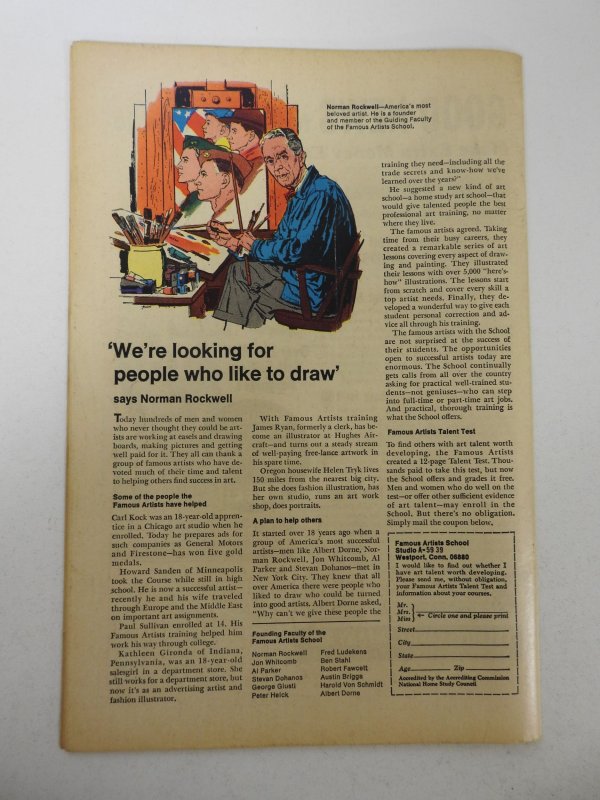 Norman Rockwell—America's most
beloved artist. He is a founder
and member of the Guiding Faculty
of the Famous Artists School.
'We're looking for
people who like to draw'
says Norman Rockwell
Today hundreds of men and women
who never thought they could be art-
ists are working at easels and drawing
boards, making pictures and getting
well paid for it. They all can thank a
group of famous artists who have de-
voted much of their time and talent
to helping others find success in art.
Some of the people the
Famous Artists have helped
Carl Kock was an 18-year-old appren-
tice in a Chicago art studio when he
enrolled. Today he prepares ads for
such companies as General Motors
and Firestone—has won five gold
medals.
Howard Sanden of Minneapolis
took the Course while still in high
school. He is now a successful artist—
recently he and his wife traveled
through Europe and the Middle East
on important art assignments.
Paul Sullivan enrolled at 14. His
Famous Artists training helped him
work his way through college.
Kathleen Gironda of Indiana,
Pennsylvania, was an 18-year-old
salesgirl in a department store. She
still works for a department store, but
now it's as an advertising artist and
fashion illustrator.
With Famous Artists training
James Ryan, formerly a clerk, has be-
come an illustrator at Hughes Air-
craft—and turns out a steady stream
of well-paying free-lance artwork in
his spare time.
Oregon housewife Helen Tryk lives
150 miles from the nearest big city.
But she does fashion illustration, has
her own studio, runs an art work
shop, does portraits.
A plan to help others
It started over 18 years ago when a
group of America's most successful
artists—men like Albert Dorne, Nor-
man Rockwell, Jon Whitcomb, Al
Parker and Stevan Dohanos—met in
New York City. They knew that all
over America there were people who
liked to draw who could be turned
into good artists. Albert Dorne asked,
"Why can't we give these people the
training they need—including all the
trade secrets and know-how we've
learned over the years?"
He suggested a new kind of art
school—a home study art school—that
would give talented people the best
professional art training, no matter
where they live.
The famous artists agreed. Taking
time from their busy careers, they
created a remarkable series of art
lessons covering every aspect of draw-
ing and painting. They illustrated
their lessons with over 5,000 "here's-
how" illustrations. The lessons start
from scratch and cover every skill a
top artist needs. Finally, they de-
veloped a wonderful way to give each
student personal correction and ad-
vice all through his training.
The famous artists with the School
are not surprised at the success of
their students. The opportunities
open to successful artists today are
enormous. The School continually
gets calls from all over the country
asking for practical well-trained stu-
dents—not geniuses—who can step
into full-time or part-time art jobs.
And practical, thorough training is
what the School offers.
Famous Artists Talent Test
To find others with art talent worth
developing, the Famous Artists
created a 12-page Talent Test. Thou-
sands paid to take this test, but now
the School offers and grades it free.
Men and women who do well on the
test—or offer other sufficient evidence
of art talent—may enroll in the
School. But there's no obligation.
Simply mail the coupon below.
Founding Faculty of the
Famous Artists School
Norman Rockwell
Jon Whitcomb
Al Parker
Stevan Dohanos
George Giusti
Peter Helck
Fred Ludekens
Ben Stahl
Robert Fawcett
Austin Briggs
Harold Von Schmidt
Albert Dorne
Famous Artists School
Studio A-5939
Westport, Conn. 06880
I would like to find out whether I
have art talent worth developing.
Please send me, without obligation,
your Famous Artists Talent Test and
information about your courses.
Mr.
Mrs.
Miss
← Circle one and please print
Street
City
State
Age Zip
Accredited by the Accrediting Commission
National Home Study Council